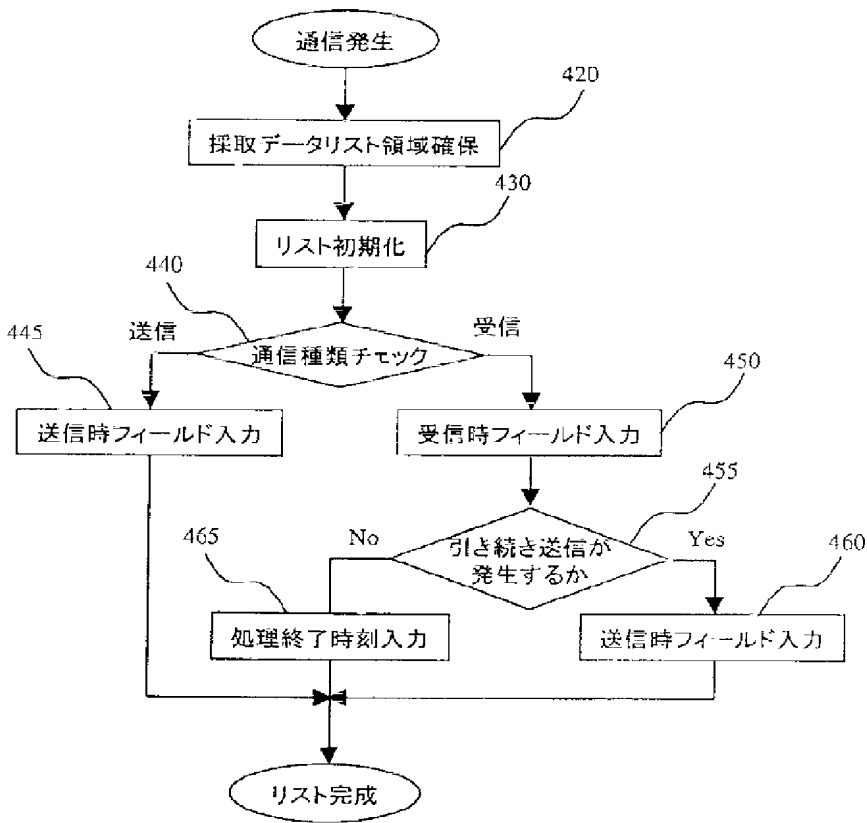 通信発生
420
採取データリスト領域確保
430
リスト初期化
440
送信
受信
445
通信種類チェック
450
送信時フィールド入力
受信時フィールド入力
455
465
No
引き続き送信が
発生するか
Yes
460
処理終了時刻入力
送信時フィールド入力
リスト完成